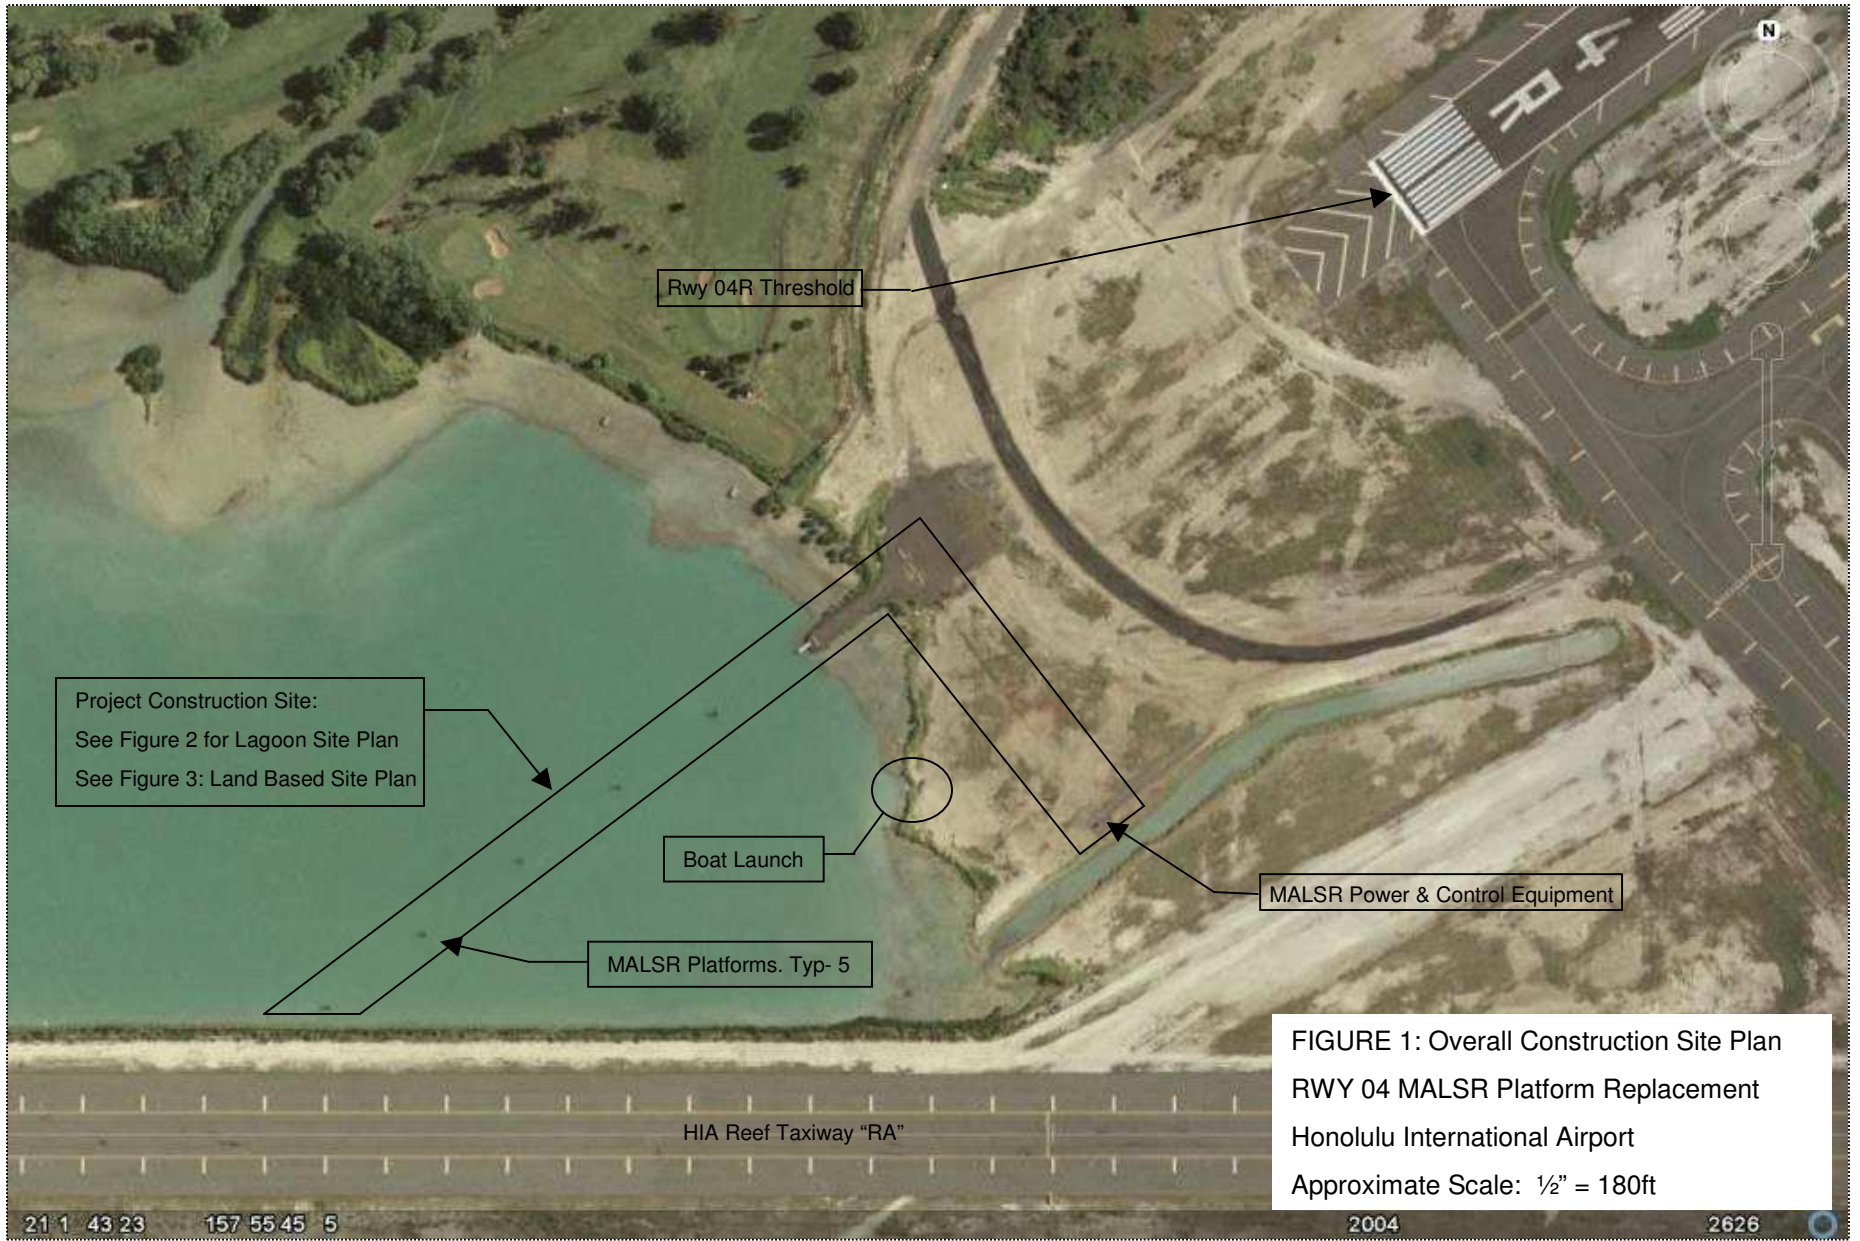 N
4
R
Rwy 04R Threshold
Project Construction Site:
See Figure 2 for Lagoon Site Plan
See Figure 3: Land Based Site Plan
Boat Launch
MALSR Power & Control Equipment
MALSR Platforms. Typ- 5
FIGURE 1: Overall Construction Site Plan
RWY 04 MALSR Platform Replacement
Honolulu International Airport
Approximate Scale: ½” = 180ft
HIA Reef Taxiway “RA”
21 1 43 23 157 55 45 5 2004 2626